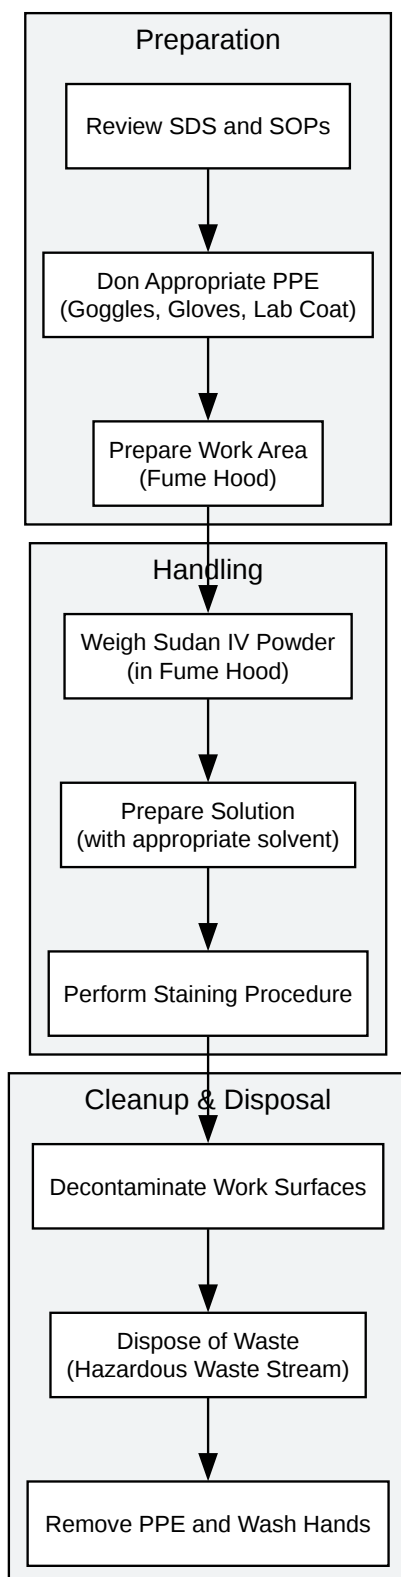 Preparation
Review SDS and SOPs
Don Appropriate PPE
(Goggles, Gloves, Lab Coat)
Prepare Work Area
(Fume Hood)
Handling
Weigh Sudan IV Powder
(in Fume Hood)
Prepare Solution
(with appropriate solvent)
Perform Staining Procedure
Cleanup & Disposal
Decontaminate Work Surfaces
Dispose of Waste
(Hazardous Waste Stream)
Remove PPE and Wash Hands